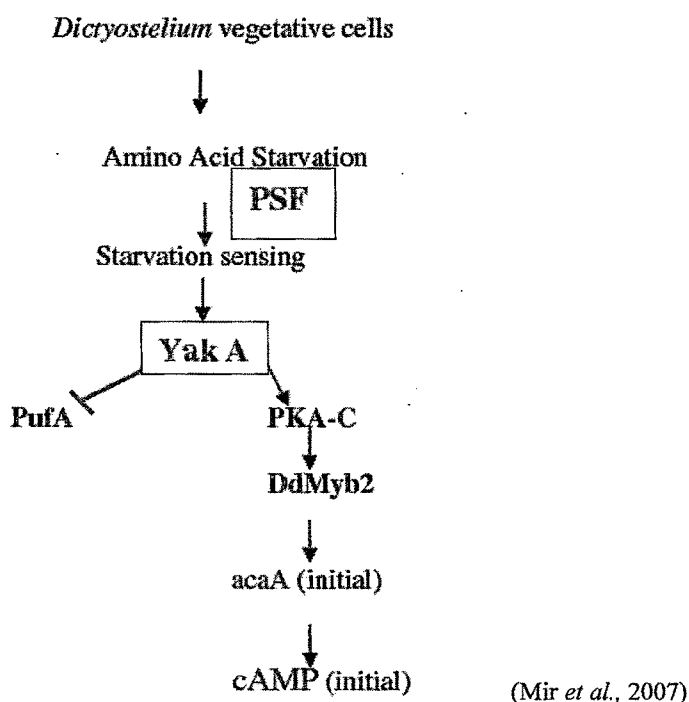 Dictyostelium vegetative cells
Amino Acid Starvation
PSF
Starvation sensing
Yak A
PufA
PKA-C
DdMyb2
acaA (initial)
cAMP (initial)
(Mir et al., 2007)